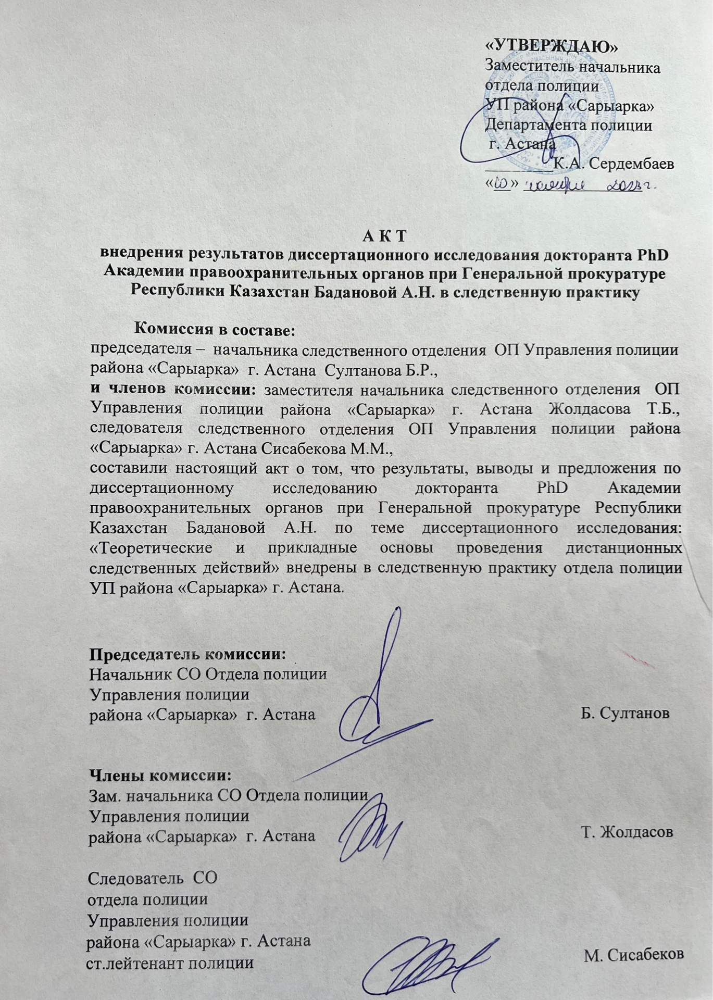 «УТВЕРЖДАЮ»
Заместитель начальника
отдела полиции
УП района «Сарыарка»
Департамента полиции
г. Астана
________К.А. Сердембаев
«10» 2023 г.
А К Т
внедрения результатов диссертационного исследования докторанта PhD
Академии правоохранительных органов при Генеральной прокуратуре
Республики Казахстан Бадановой А.Н. в следственную практику
Комиссия в составе:
председателя – начальника следственного отделения ОП Управления полиции
района «Сарыарка» г. Астана Султанова Б.Р.,
и членов комиссии: заместителя начальника следственного отделения ОП
Управления полиции района «Сарыарка» г. Астана Жолдасова Т.Б.,
следователя следственного отделения ОП Управления полиции района
«Сарыарка» г. Астана Сисабекова М.М.,
составили настоящий акт о том, что результаты, выводы и предложения по
диссертационному исследованию докторанта PhD Академии
правоохранительных органов при Генеральной прокуратуре Республики
Казахстан Бадановой А.Н. по теме диссертационного исследования:
«Теоретические и прикладные основы проведения дистанционных
следственных действий» внедрены в следственную практику отдела полиции
УП района «Сарыарка» г. Астана.
Председатель комиссии:
Начальник СО Отдела полиции
Управления полиции
района «Сарыарка» г. Астана Б. Султанов
Члены комиссии:
Зам. начальника СО Отдела полиции
Управления полиции
района «Сарыарка» г. Астана Т. Жолдасов
Следователь СО
отдела полиции
Управления полиции
района «Сарыарка» г. Астана
ст.лейтенант полиции М. Сисабеков